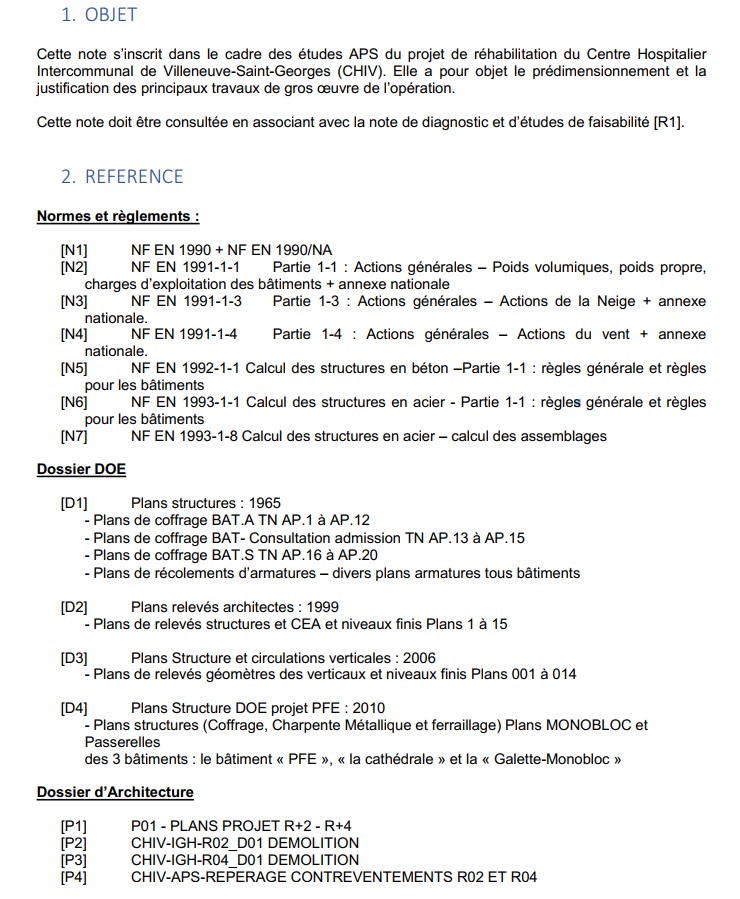 1. OBJET
Cette note s'inscrit dans le cadre des études APS du projet de réhabilitation du Centre Hospitalier
Intercommunal de Villeneuve-Saint-Georges (CHIV). Elle a pour objet le prédimensionnement et la
justification des principaux travaux de gros œuvre de l'opération.
Cette note doit être consultée en associant avec la note de diagnostic et d'études de faisabilité [R1].
2. REFERENCE
Normes et règlements :
[N1] NF EN 1990 + NF EN 1990/NA
[N2] NF EN 1991-1-1 Partie 1-1 : Actions générales – Poids volumiques, poids propre,
charges d'exploitation des bâtiments + annexe nationale
[N3] NF EN 1991-1-3 Partie 1-3 : Actions générales – Actions de la Neige + annexe
nationale.
[N4] NF EN 1991-1-4 Partie 1-4 : Actions générales – Actions du vent + annexe
nationale.
[N5] NF EN 1992-1-1 Calcul des structures en béton –Partie 1-1 : règles générale et règles
pour les bâtiments
[N6] NF EN 1993-1-1 Calcul des structures en acier - Partie 1-1 : règles générale et règles
pour les bâtiments
[N7] NF EN 1993-1-8 Calcul des structures en acier – calcul des assemblages
Dossier DOE
[D1] Plans structures : 1965
- Plans de coffrage BAT.A TN AP.1 à AP.12
- Plans de coffrage BAT- Consultation admission TN AP.13 à AP.15
- Plans de coffrage BAT.S TN AP.16 à AP.20
- Plans de récolements d'armatures – divers plans armatures tous bâtiments
[D2] Plans relevés architectes : 1999
- Plans de relevés structures et CEA et niveaux finis Plans 1 à 15
[D3] Plans Structure et circulations verticales : 2006
- Plans de relevés géomètres des verticaux et niveaux finis Plans 001 à 014
[D4] Plans Structure DOE projet PFE : 2010
- Plans structures (Coffrage, Charpente Métallique et ferraillage) Plans MONOBLOC et
Passerelles
des 3 bâtiments : le bâtiment « PFE », « la cathédrale » et la « Galette-Monobloc »
Dossier d'Architecture
[P1] P01 - PLANS PROJET R+2 - R+4
[P2] CHIV-IGH-R02_D01 DEMOLITION
[P3] CHIV-IGH-R04_D01 DEMOLITION
[P4] CHIV-APS-REPERAGE CONTREVENTEMENTS R02 ET R04